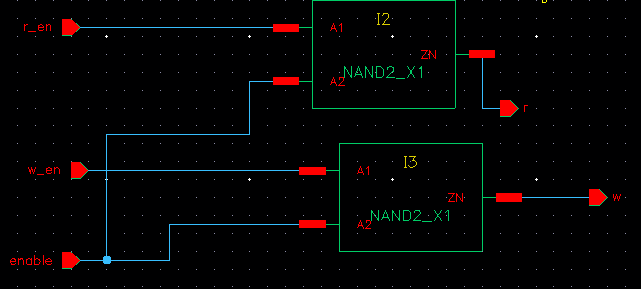 I2
r_en
A1
ZN
NAND2_X1
A2
r
I3
w_en
A1
ZN
w
NAND2_X1
A2
enable